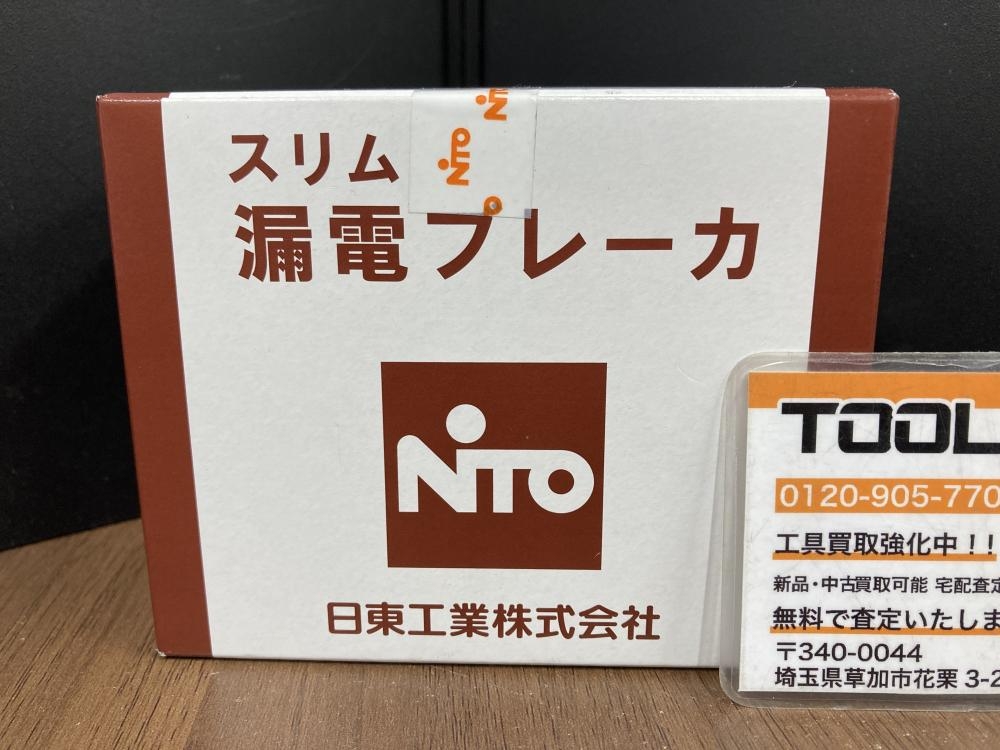 スリム
漏電ブレーカ
NiTO
NiTO
NiTO
日東工業株式会社
TOOL
0120-905-770
工具買取強化中!!
新品・中古買取可能 宅配査定
無料で査定いたしま
〒340-0044
埼玉県草加市花栗3-2